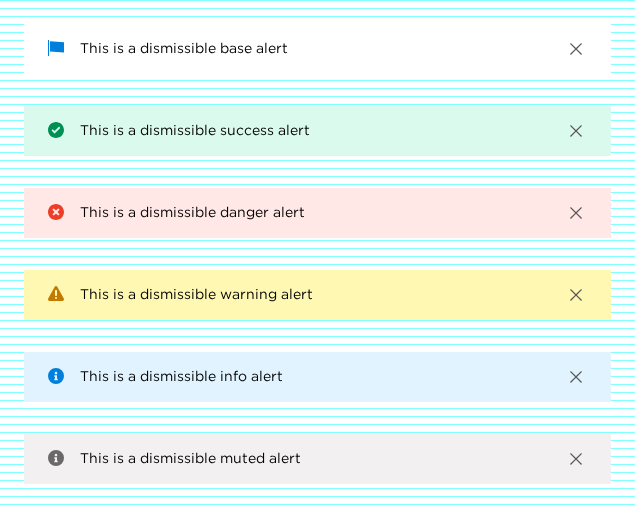 This is a dismissible base alert
This is a dismissible success alert
This is a dismissible danger alert
This is a dismissible warning alert
This is a dismissible info alert
This is a dismissible muted alert